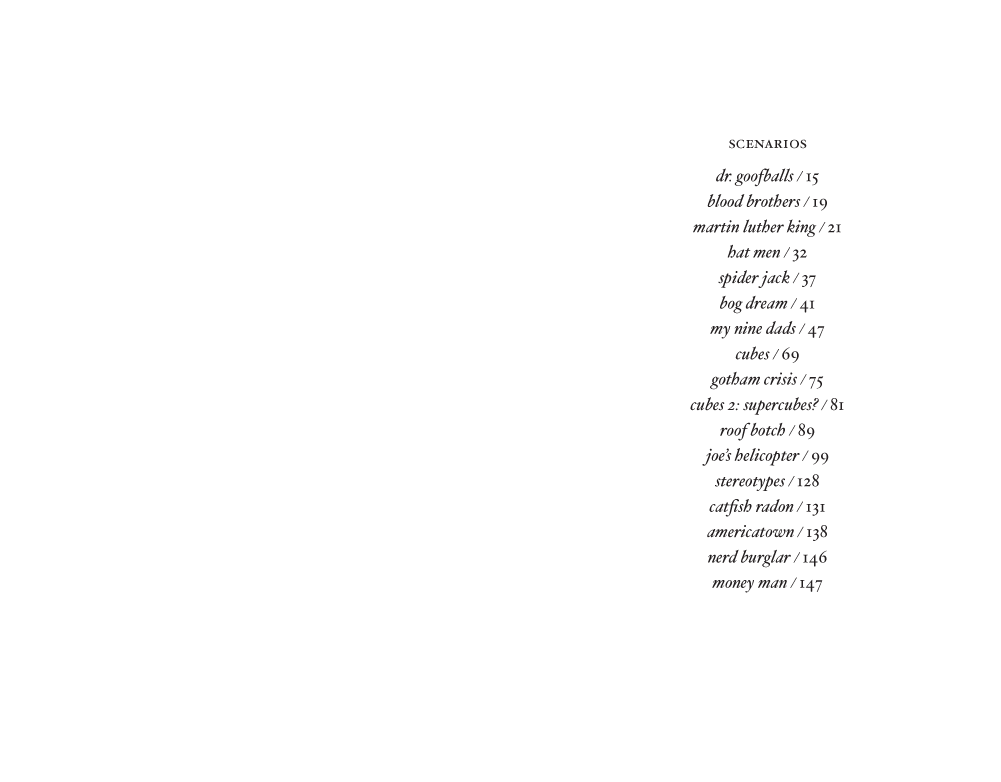 SCENARIOS
dr. goofballs / 15
blood brothers / 19
martin luther king / 21
hat men / 32
spider jack / 37
bog dream / 41
my nine dads / 47
cubes / 69
gotham crisis / 75
cubes 2: supercubes? / 81
roof botch / 89
joe's helicopter / 99
stereotypes / 128
catfish radon / 131
americatown / 138
nerd burglar / 146
money man / 147